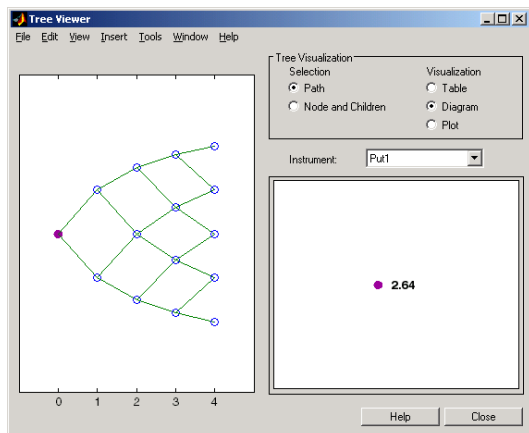 Tree Viewer
File Edit View Insert Tools Window Help
Tree Visualization
Selection
Visualization
Path
Table
Node and Children
Diagram
Plot
Instrument:
Put1
2.64
0 1 2 3 4
Help
Close